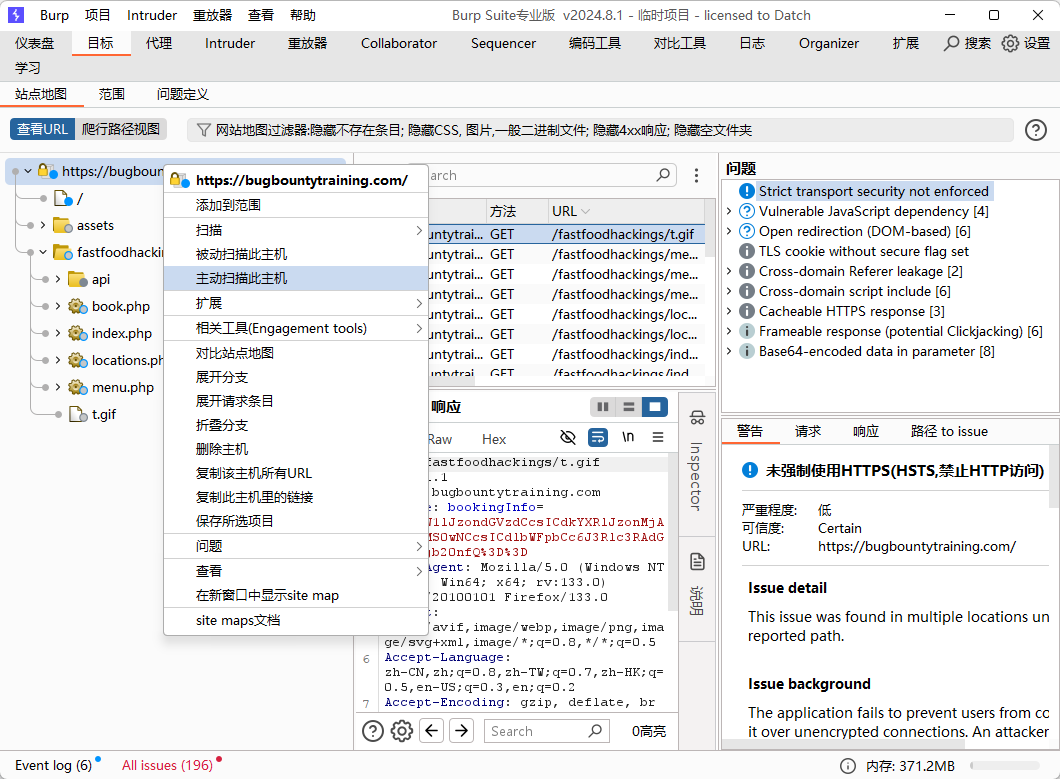 Burp 项目 Intruder 重放器 查看 帮助 Burp Suite专业版 v2024.8.1 - 临时项目 - licensed to Datch
仪表盘 目标 代理 Intruder 重放器 Collaborator Sequencer 编码工具 对比工具 日志 Organizer 扩展 搜索 设置
学习
站点地图 范围 问题定义
查看URL 爬行路径视图 网站地图过滤器:隐藏不存在条目; 隐藏CSS, 图片,一般二进制文件; 隐藏4xx响应; 隐藏空文件夹
https://bugboun
/
assets
fastfoodhackin
api
book.php
index.php
locations.ph
menu.php
t.gif
https://bugbountytraining.com/
添加到范围
扫描
被动扫描此主机
主动扫描此主机
扩展
相关工具(Engagement tools)
对比站点地图
展开分支
展开请求条目
折叠分支
删除主机
复制该主机所有URL
复制此主机里的链接
保存所选项目
问题
查看
在新窗口中显示site map
site maps文档
arch
方法 URL
untytrai... GET /fastfoodhackings/t.gif
untytrai... GET /fastfoodhackings/me...
untytrai... GET /fastfoodhackings/me...
untytrai... GET /fastfoodhackings/me...
untytrai... GET /fastfoodhackings/loc...
untytrai... GET /fastfoodhackings/loc...
untytrai... GET /fastfoodhackings/ind...
untytrai... GET /fastfoodhackings/ind
响应
Raw Hex \n
fastfoodhackings/t.gif
.1
bugbountytraining.com
e: bookingInfo=
W11JzondGVzdCcsICdkYXRlJzonMjA
MSOwNCcsICdlbWFpbCc6J3Rlc3RAdG
gb20nfQ%3D%3D
Agent: Mozilla/5.0 (Windows NT
Win64; x64; rv:133.0)
/20100101 Firefox/133.0
t:
/avif,image/webp,image/png,ima
ge/svg+xml,image/*;q=0.8,*/*;q=0.5
6 Accept-Language:
zh-CN,zh;q=0.8,zh-TW;q=0.7,zh-HK;q=
0.5,en-US;q=0.3,en;q=0.2
7 Accept-Encoding: gzip, deflate, br
Search 0高亮
Inspector
说明
问题
Strict transport security not enforced
Vulnerable JavaScript dependency [4]
Open redirection (DOM-based) [6]
TLS cookie without secure flag set
Cross-domain Referer leakage [2]
Cross-domain script include [6]
Cacheable HTTPS response [3]
Frameable response (potential Clickjacking) [6]
Base64-encoded data in parameter [8]
警告 请求 响应 路径 to issue
未强制使用HTTPS(HSTS,禁止HTTP访问)
严重程度: 低
可信度: Certain
URL: https://bugbountytraining.com/
Issue detail
This issue was found in multiple locations un
reported path.
Issue background
The application fails to prevent users from co
it over unencrypted connections. An attacker
Event log (6) All issues (196) 内存: 371.2MB